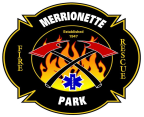 MERRIONETTE
Established
1947
FIRE
RESCUE
PARK